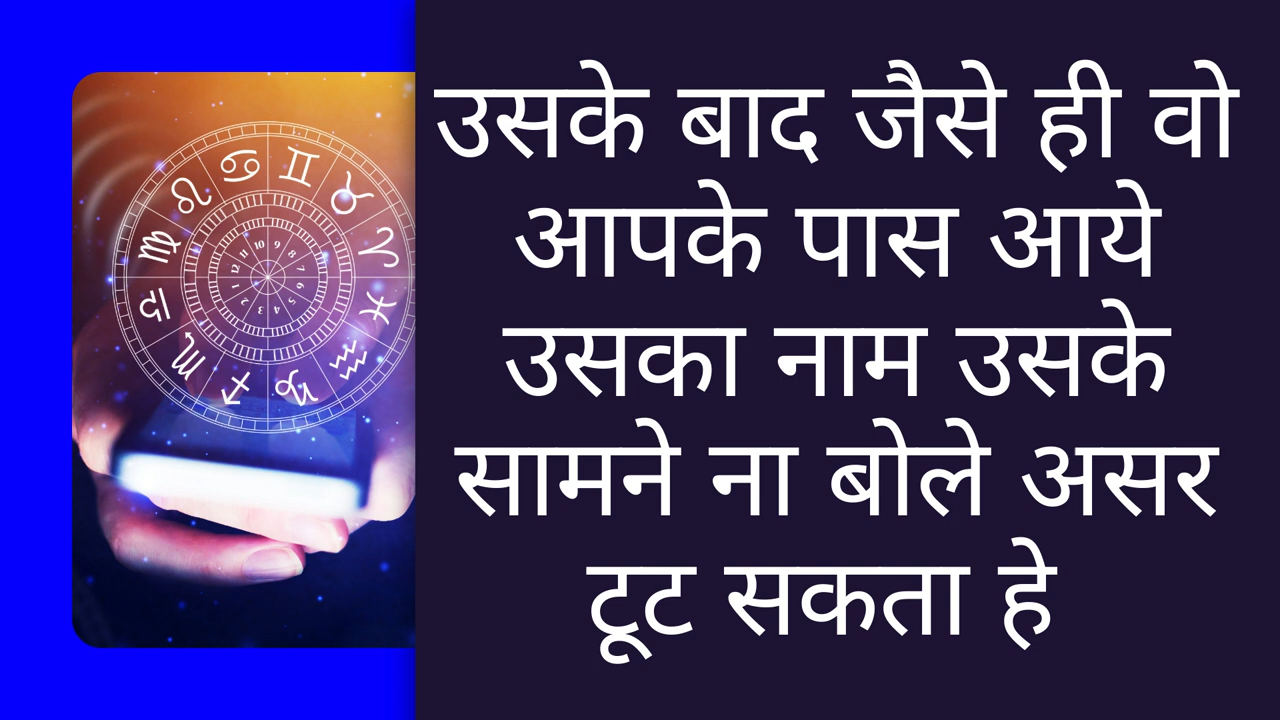 उसके बाद जैसे ही वो
आपके पास आये
उसका नाम उसके
सामने ना बोले असर
टूट सकता हे